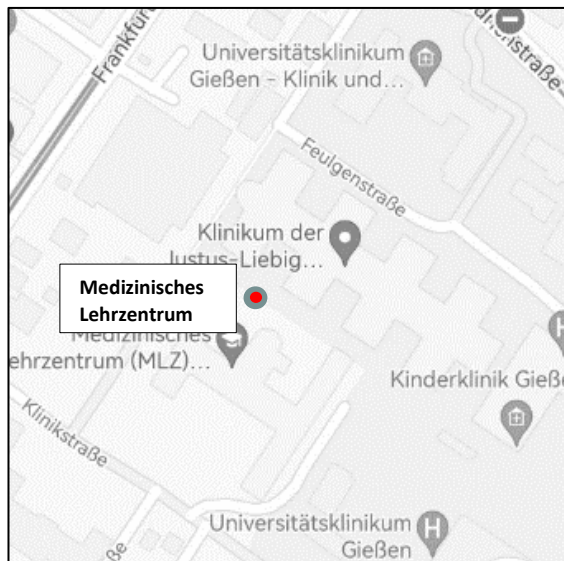 Frankfur
Universitätsklinikum
Gießen – Klinik und...
straße
Feulgenstraße
Klinikum der
Justus-Liebig...
Medizinisches
Lehrzentrum
Medizinisches
ehrzentrum (MLZ)...
Kinderklinik Gieße
Klinikstraße
Universitätsklinikum
Gießen
H
H
ße